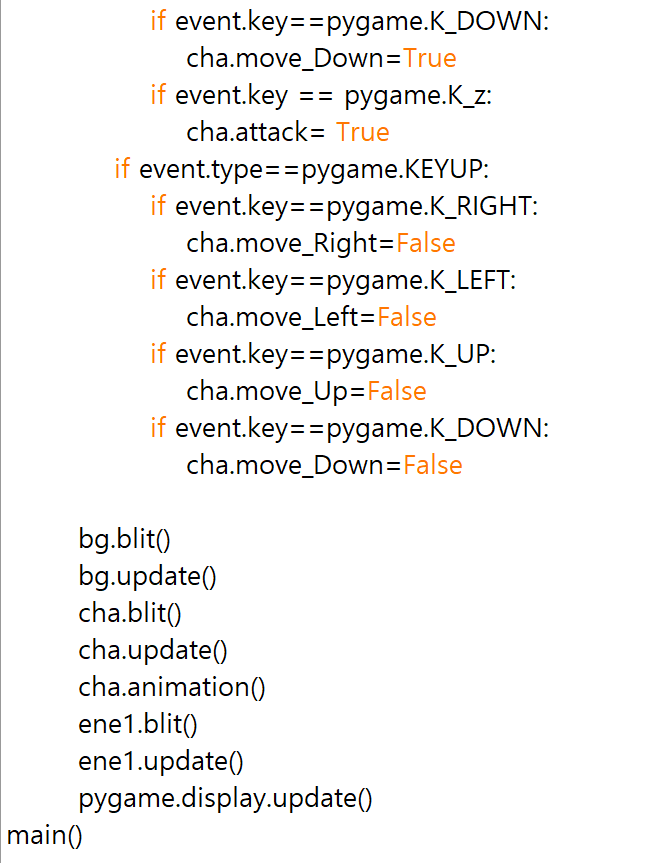 if event.key==pygame.K_DOWN:
cha.move_Down=True
if event.key == pygame.K_z:
cha.attack= True
if event.type==pygame.KEYUP:
if event.key==pygame.K_RIGHT:
cha.move_Right=False
if event.key==pygame.K_LEFT:
cha.move_Left=False
if event.key==pygame.K_UP:
cha.move_Up=False
if event.key==pygame.K_DOWN:
cha.move_Down=False
bg.blit()
bg.update()
cha.blit()
cha.update()
cha.animation()
ene1.blit()
ene1.update()
pygame.display.update()
main()